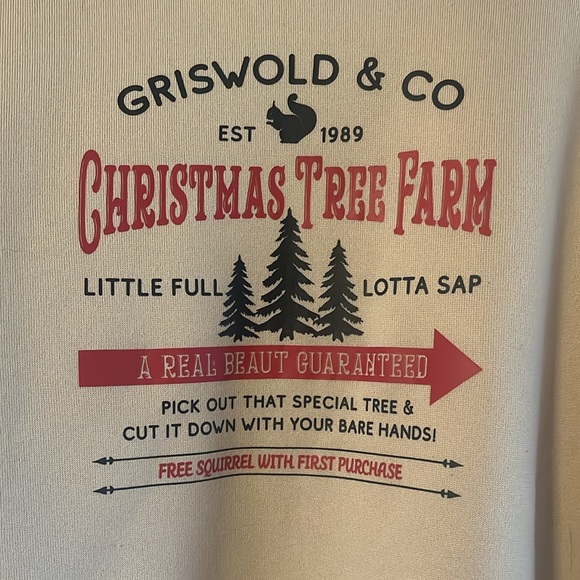 GRISWOLD & CO
EST 1989
CHRISTMAS TREE FARM
LITTLE FULL LOTTA SAP
A REAL BEAUT GUARANTEED
PICK OUT THAT SPECIAL TREE &
CUT IT DOWN WITH YOUR BARE HANDS!
FREE SQUIRREL WITH FIRST PURCHASE